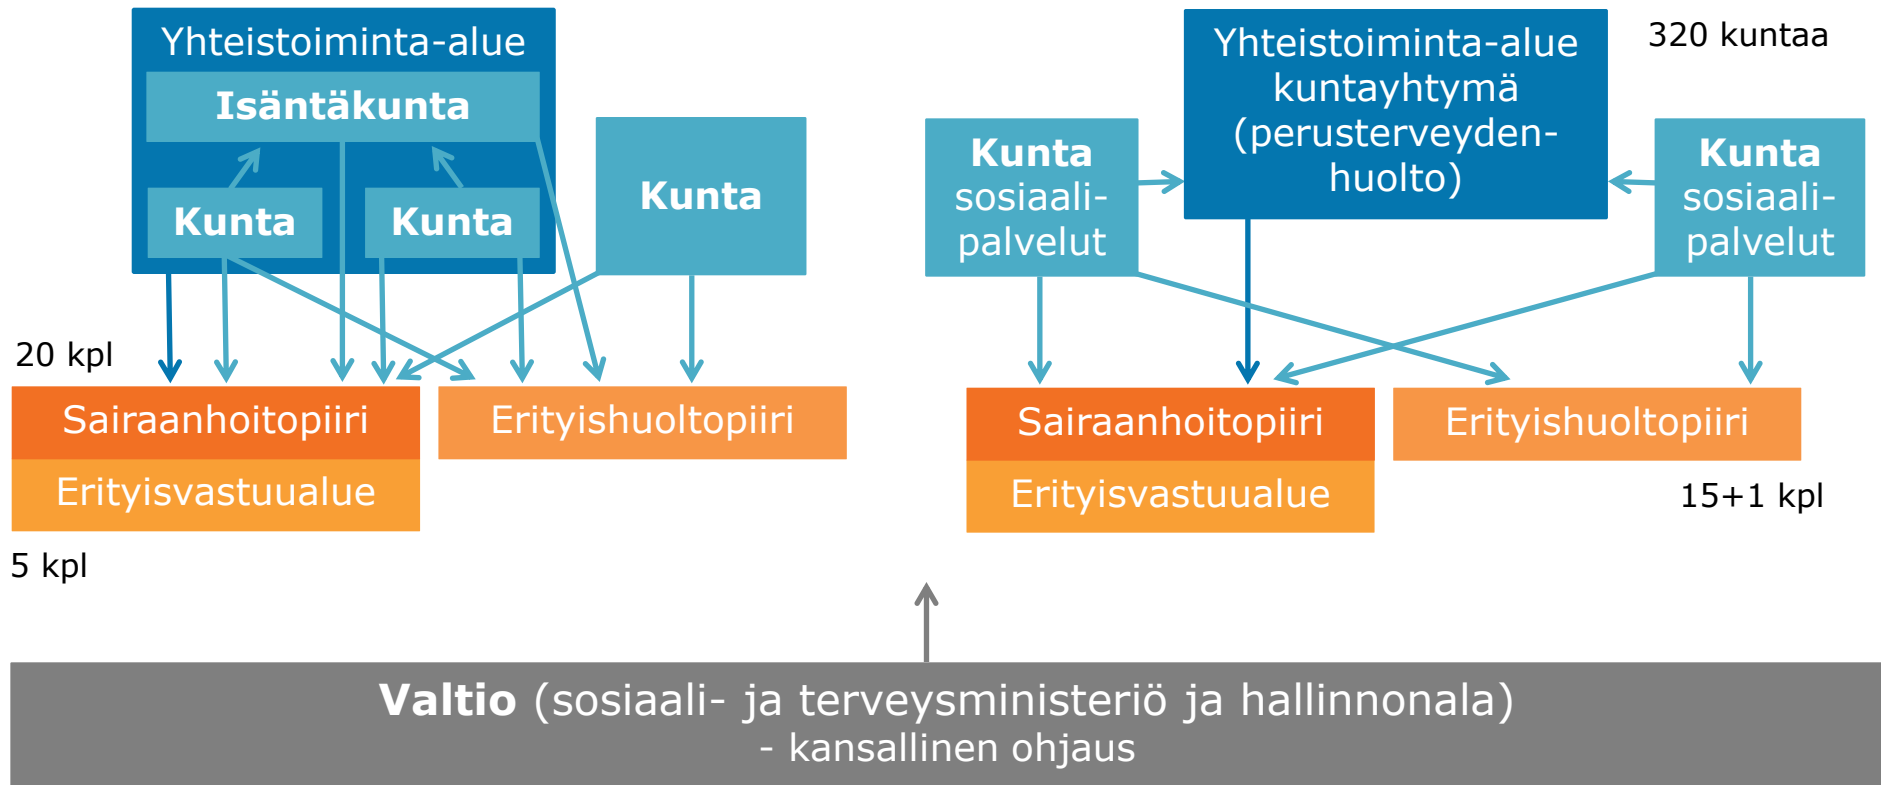 Yhteistoiminta-alue
Isäntäkunta
Kunta
Kunta
Kunta
20 kpl
Sairaanhoitopiiri
Erityisvastuualue
Erityishuoltopiiri
5 kpl
320 kuntaa
Yhteistoiminta-alue
kuntayhtymä
(perusterveyden-
huolto)
Kunta
sosiaali-
palvelut
Kunta
sosiaali-
palvelut
Sairaanhoitopiiri
Erityisvastuualue
Erityishuoltopiiri
15+1 kpl
Valtio (sosiaali- ja terveysministeriö ja hallinnonala)
- kansallinen ohjaus